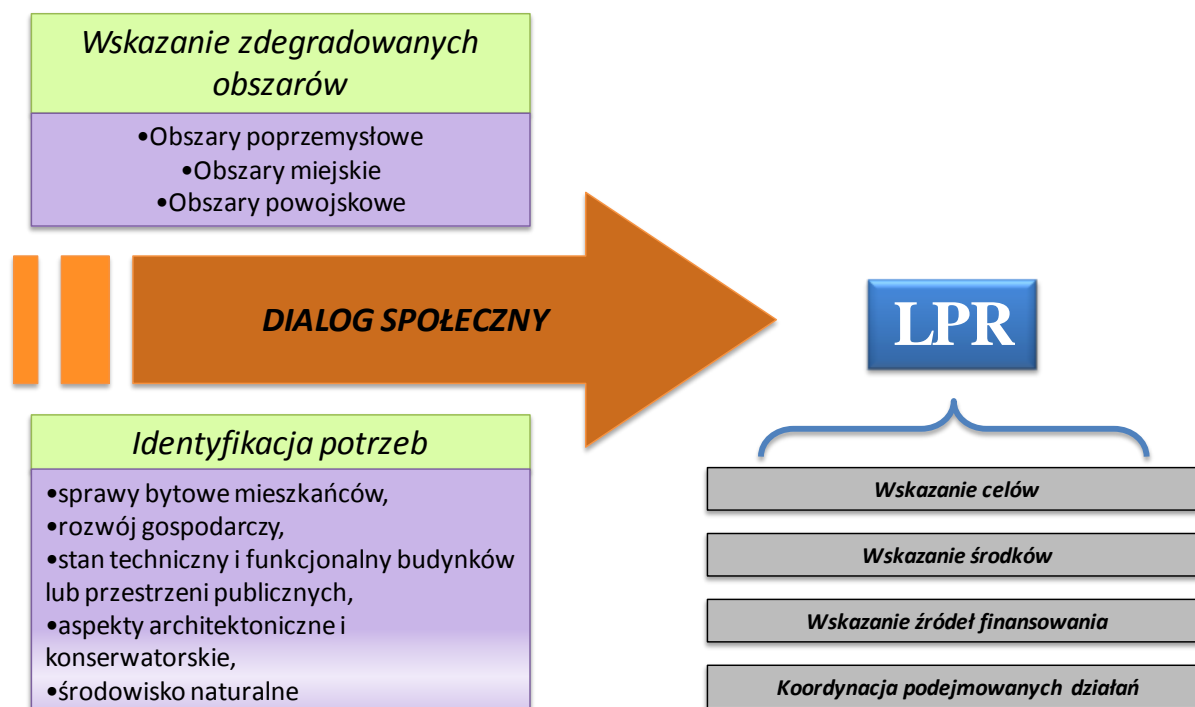 Wskazanie zdegradowanych
obszarów
•Obszary poprzemysłowe
•Obszary miejskie
•Obszary powojskowe
DIALOG SPOŁECZNY
LPR
Identyfikacja potrzeb
•sprawy bytowe mieszkańców,
•rozwój gospodarczy,
•stan techniczny i funkcjonalny budynków
lub przestrzeni publicznych,
•aspekty architektoniczne i
konserwatorskie,
•środowisko naturalne
Wskazanie celów
Wskazanie środków
Wskazanie źródeł finansowania
Koordynacja podejmowanych działań